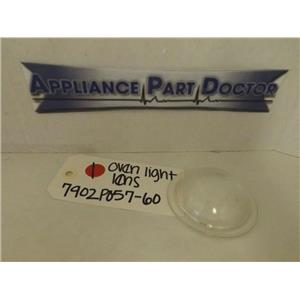 APPLIANCE PART DOCTOR
oven light
lens
7902P057-60